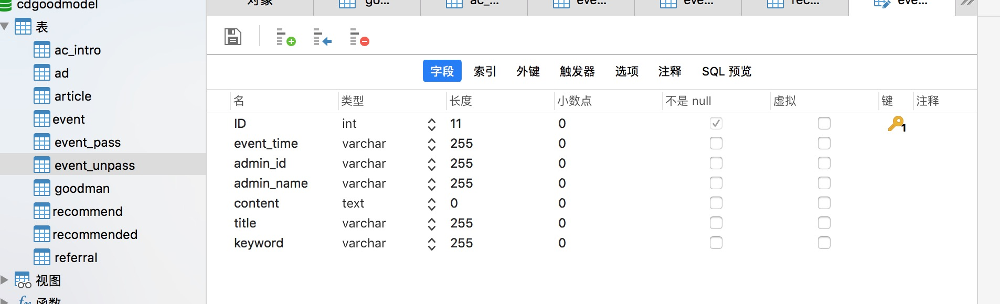 cdgoodmodel
表
ac_intro
ad
article
event
event_pass
event_unpass
goodman
recommend
recommended
referral
视图
函数
对象 go... ac_... eve... eve... rec... eve...
字段 索引 外键 触发器 选项 注释 SQL 预览
名 类型 长度 小数点 不是 null 虚拟 键 注释
ID int 11 0 1
event_time varchar 255 0
admin_id varchar 255 0
admin_name varchar 255 0
content text 0 0
title varchar 255 0
keyword varchar 255 0